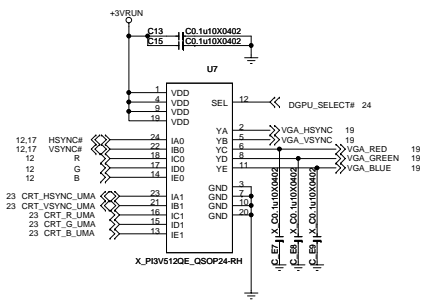 +3VRUN
C13 C0.1u10X0402
C15 C0.1u10X0402
U7
1 VDD
4 VDD
9 VDD
19 VDD
SEL 12 DGPU_SELECT# 24
YA 2 VGA_HSYNC 19
YB 5 VGA_VSYNC 19
YC 6 VGA_RED 19
YD 8 VGA_GREEN 19
YE 11 VGA_BLUE 19
12,17 HSYNC# 24 IA0
12,17 VSYNC# 22 IB0
12 R 18 IC0
12 G 17 ID0
12 B 14 IE0
23 CRT_HSYNC_UMA 23 IA1
23 CRT_VSYNC_UMA 21 IB1
23 CRT_R_UMA 16 IC1
23 CRT_G_UMA 15 ID1
23 CRT_B_UMA 13 IE1
GND 3
GND 7
GND 10
GND 20
C_E7 X_C0.1u10X0402
C_E8 X_C0.1u10X0402
C_E9 X_C0.1u10X0402
X_PI3V512QE_QSOP24-RH